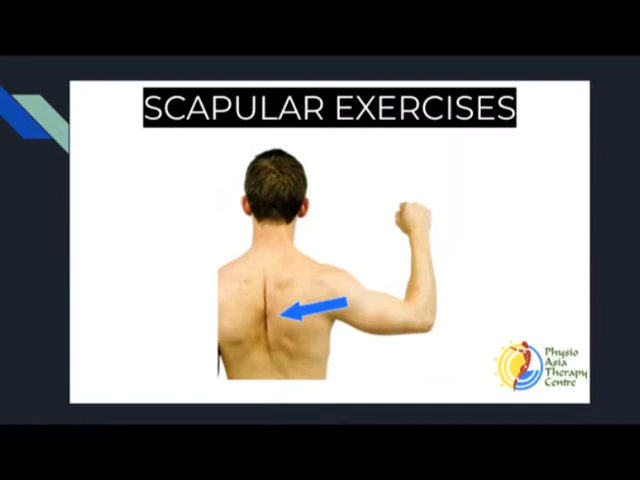 SCAPULAR EXERCISES
Physio
Asia
Therapy
Centre